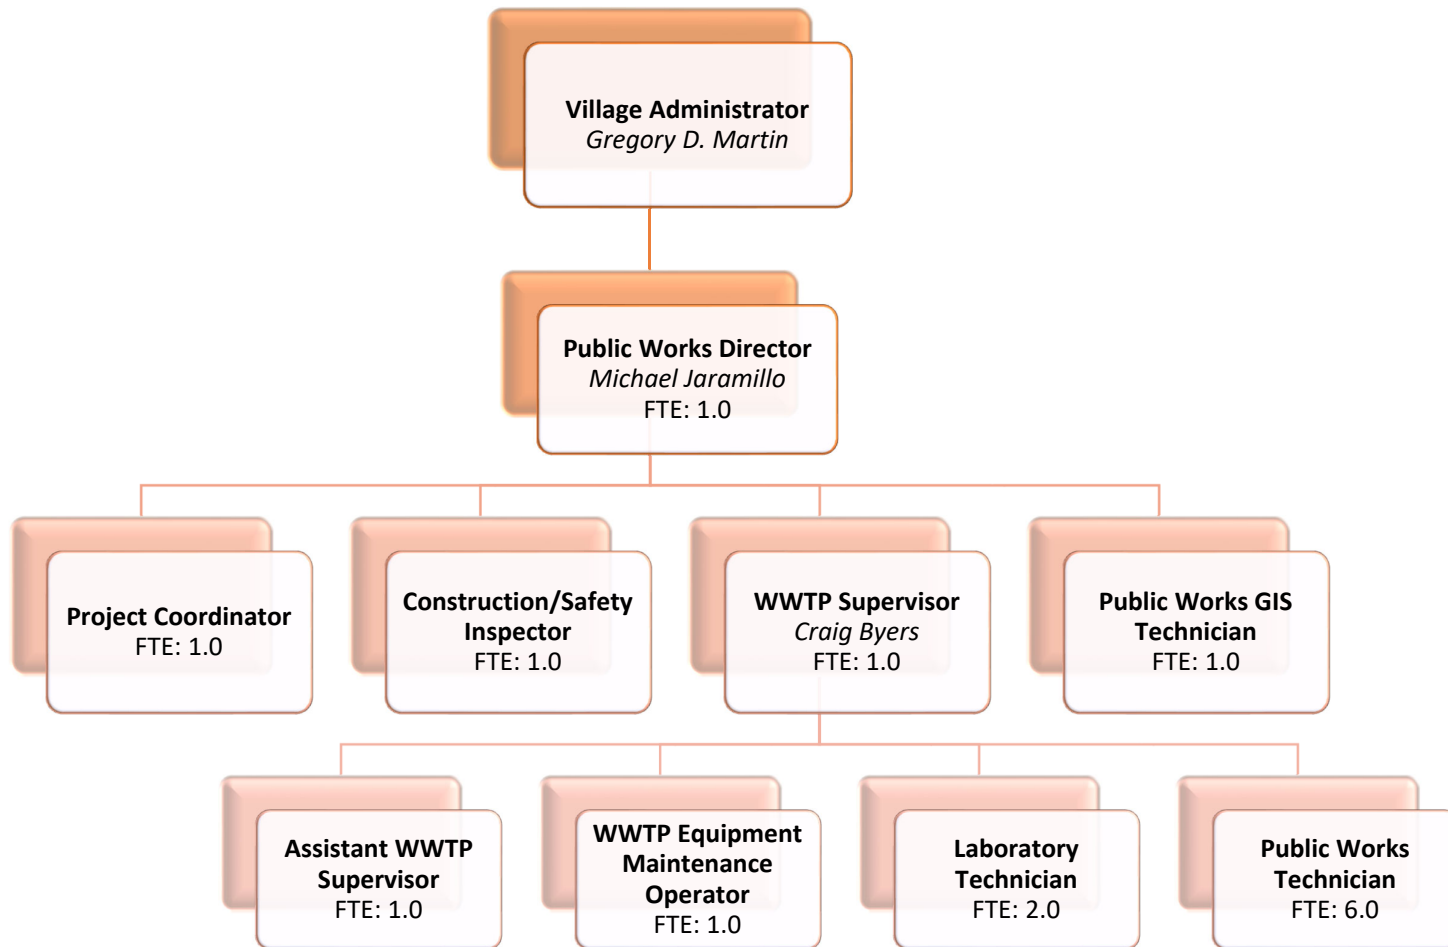 Village Administrator
Gregory D. Martin
Public Works Director
Michael Jaramillo
FTE: 1.0
Project Coordinator
FTE: 1.0
Construction/Safety
Inspector
FTE: 1.0
WWTP Supervisor
Craig Byers
FTE: 1.0
Public Works GIS
Technician
FTE: 1.0
Assistant WWTP
Supervisor
FTE: 1.0
WWTP Equipment
Maintenance
Operator
FTE: 1.0
Laboratory
Technician
FTE: 2.0
Public Works
Technician
FTE: 6.0